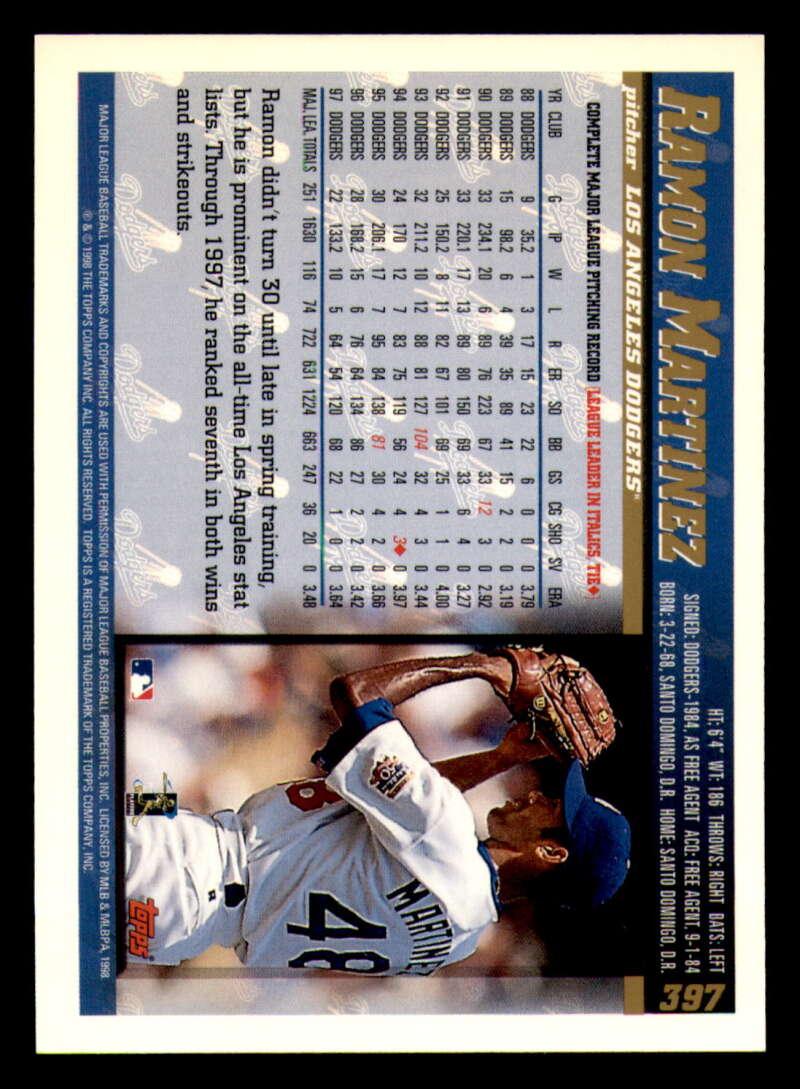 RAMON MARTINEZ
397
HT: 6'4" WT: 186 THROWS: RIGHT BATS: LEFT
SIGNED: DODGERS-1984, AS FREE AGENT ACQ: FREE AGENT, 9-1-84
BORN: 3-22-68, SANTO DOMINGO, D.R. HOME: SANTO DOMINGO, D.R.
pitcher LOS ANGELES DODGERS™
COMPLETE MAJOR LEAGUE PITCHING RECORD (LEAGUE LEADER IN ITALICS, TIE♦)
YR CLUB G IP W L R ER SO BB GS CG SHO SV ERA
88 DODGERS 9 35.2 1 3 17 15 23 22 6 0 0 0 3.79
89 DODGERS 15 98.2 6 4 39 35 89 41 15 2 2 0 3.19
90 DODGERS 33 234.1 20 6 89 76 223 67 33 12 3 0 2.92
91 DODGERS 33 220.1 17 13 89 80 150 69 33 6 4 0 3.27
92 DODGERS 25 150.2 8 11 82 67 101 69 25 1 1 0 4.00
93 DODGERS 32 211.2 10 12 88 81 127 104 32 4 3 0 3.44
94 DODGERS 24 170 12 7 83 75 119 56 24 4 3♦ 0 3.97
95 DODGERS 30 206.1 17 7 95 84 138 81 30 4 2 0 3.66
96 DODGERS 28 168.2 15 6 76 64 134 86 27 2 2 0 3.42
97 DODGERS 22 133.2 10 5 64 54 120 68 22 1 0 0 3.64
MAJ. LEA. TOTALS 251 1630 116 74 722 631 1224 663 247 36 20 0 3.48
Ramon didn't turn 30 until late in spring training,
but he is prominent on the all-time Los Angeles stat
lists. Through 1997, he ranked seventh in both wins
and strikeouts.
MARTINEZ
48
topps
MAJOR LEAGUE BASEBALL TRADEMARKS AND COPYRIGHTS ARE USED WITH PERMISSION OF MAJOR LEAGUE BASEBALL PROPERTIES, INC. LICENSED BY MLB & MLBPA, 1998
℗ & © 1998 THE TOPPS COMPANY INC. ALL RIGHTS RESERVED. TOPPS IS A REGISTERED TRADEMARK OF THE TOPPS COMPANY, INC.